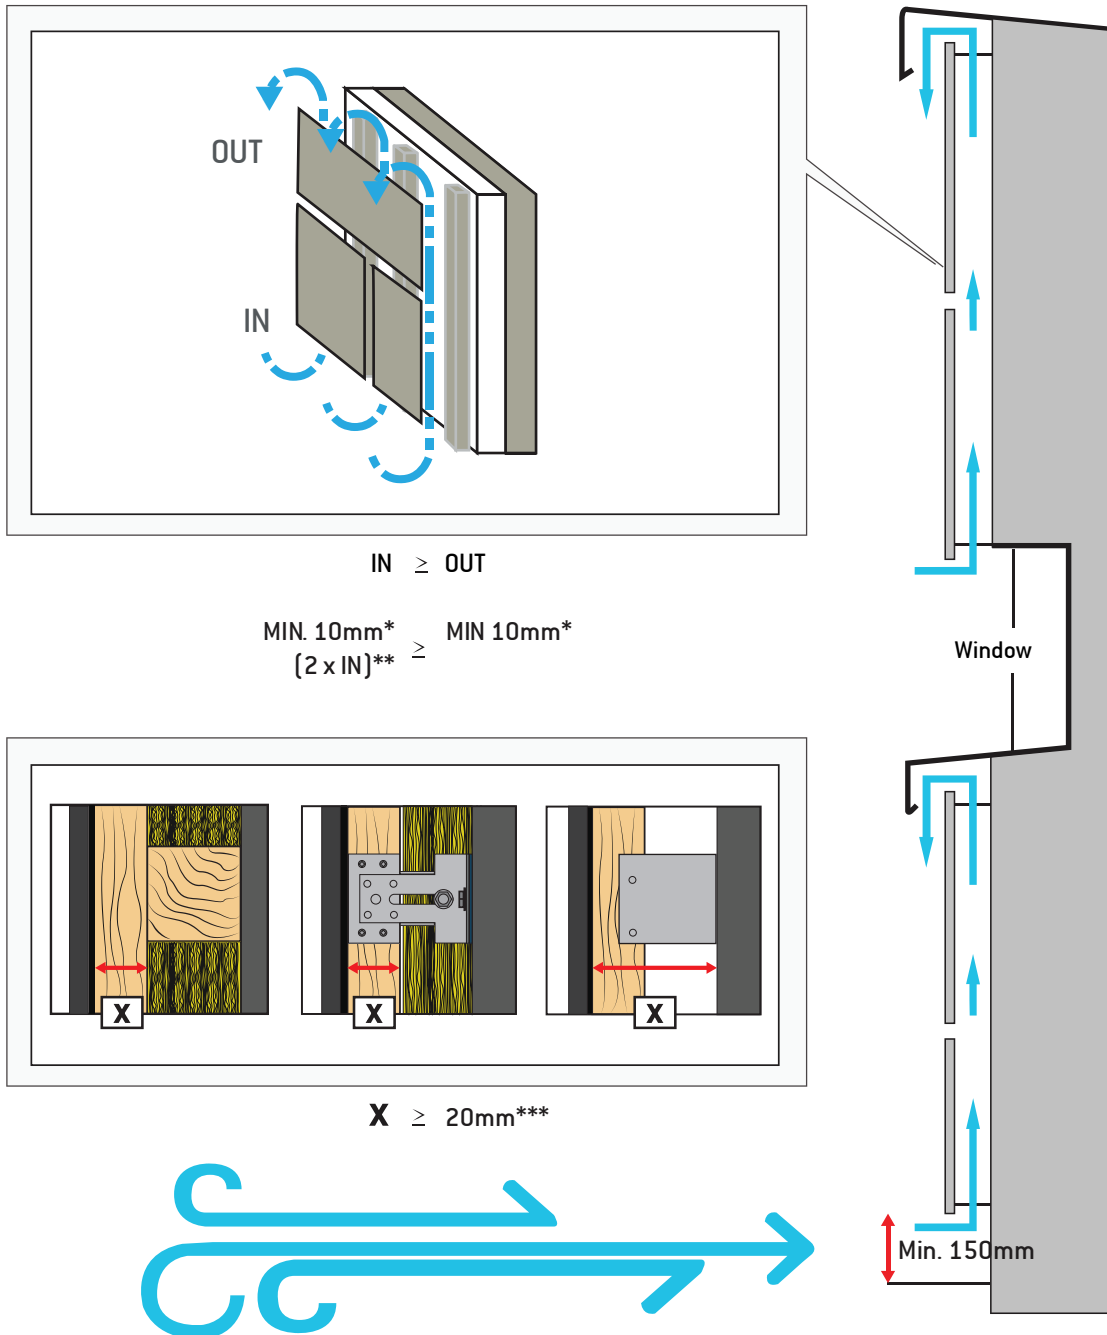 OUT
IN
IN ≥ OUT
MIN. 10mm* ≥ MIN 10mm*
(2 x IN)**
Window
X
X
X
X ≥ 20mm***
Min. 150mm